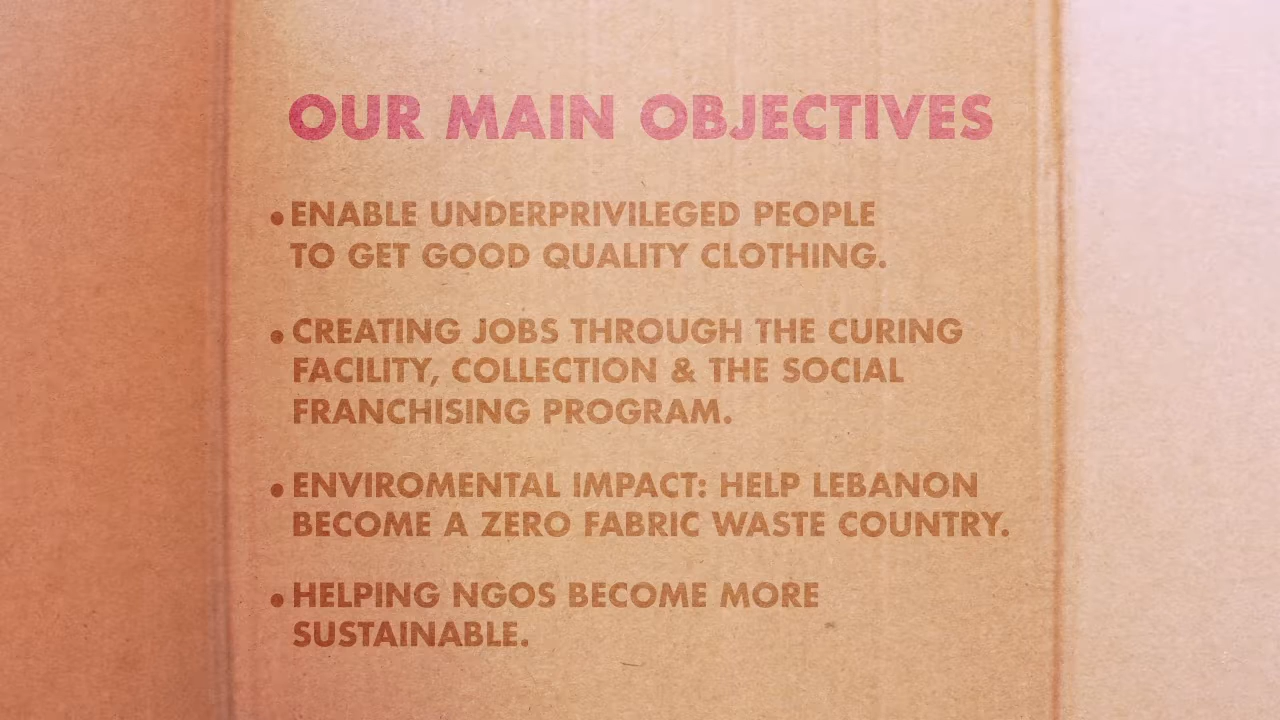 OUR MAIN OBJECTIVES
• ENABLE UNDERPRIVILEGED PEOPLE
TO GET GOOD QUALITY CLOTHING.
• CREATING JOBS THROUGH THE CURING
FACILITY, COLLECTION & THE SOCIAL
FRANCHISING PROGRAM.
• ENVIROMENTAL IMPACT: HELP LEBANON
BECOME A ZERO FABRIC WASTE COUNTRY.
• HELPING NGOS BECOME MORE
SUSTAINABLE.